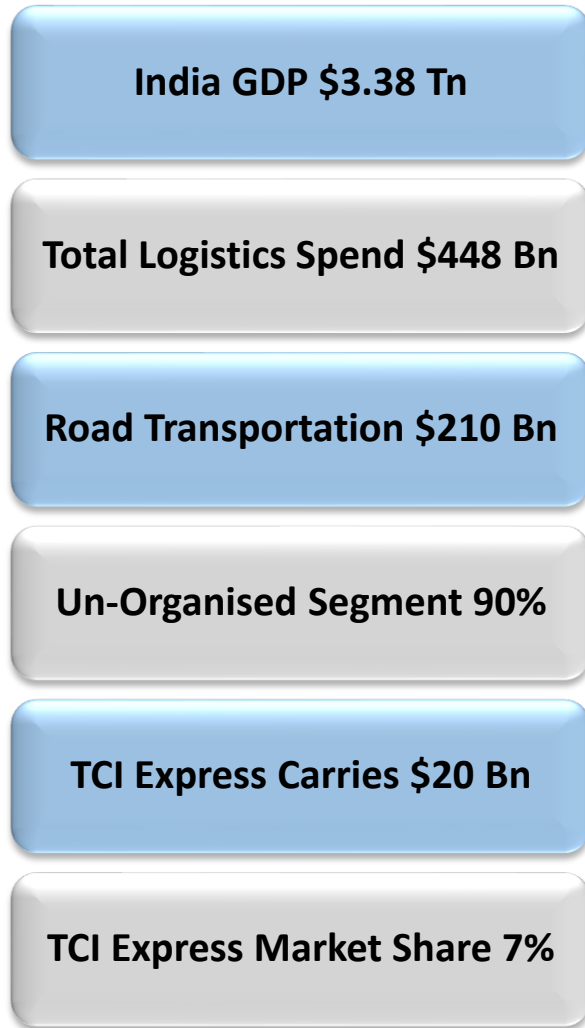 India GDP $3.38 Tn
Total Logistics Spend $448 Bn
Road Transportation $210 Bn
Un-Organised Segment 90%
TCI Express Carries $20 Bn
TCI Express Market Share 7%